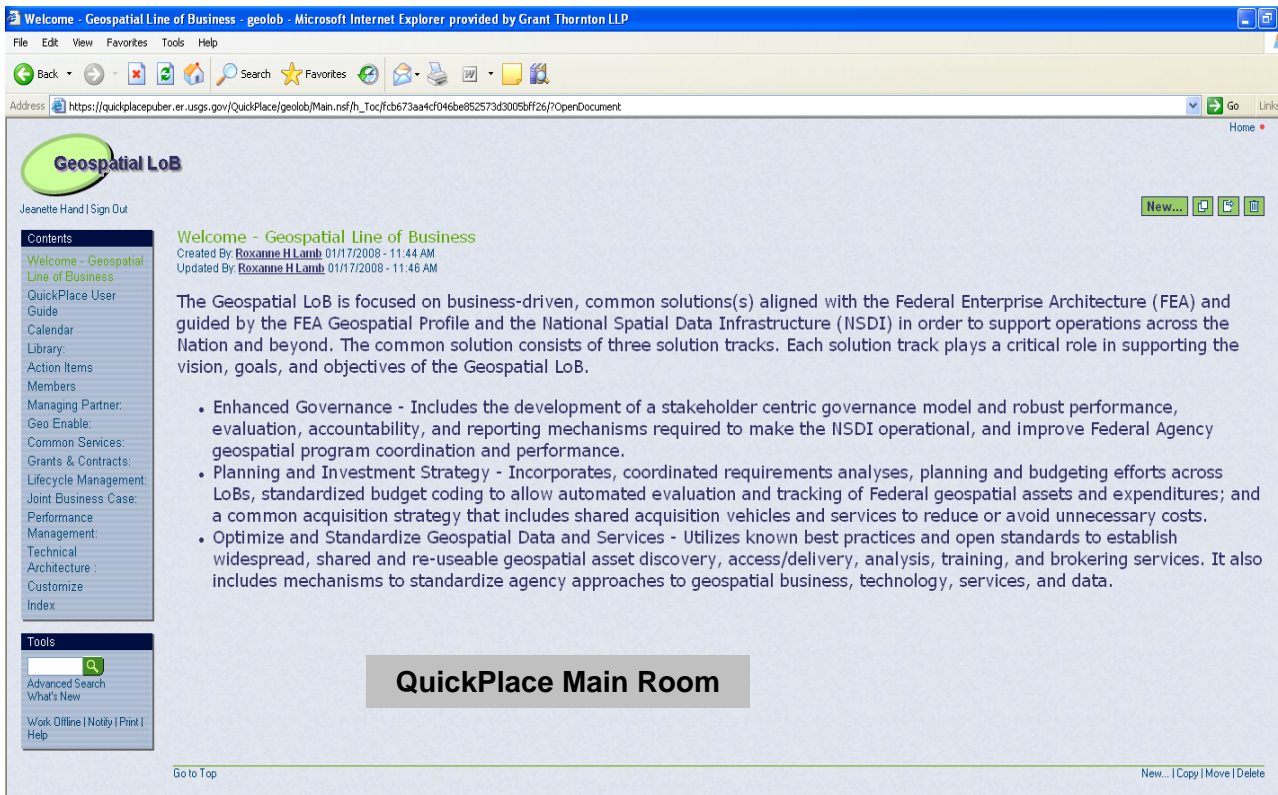 Welcome - Geospatial Line of Business - geolob - Microsoft Internet Explorer provided by Grant Thornton LLP
File Edit View Favorites Tools Help
Back Search Favorites
Address https://quickplacepuber.er.usgs.gov/QuickPlace/geolob/Main.nsf/h_Toc/fcb673aa4cf046be852573d3005bff26/?OpenDocument Go Links
Home
Geospatial LoB
Jeanette Hand | Sign Out
New...
Contents
Welcome - Geospatial
Line of Business
QuickPlace User
Guide
Calendar
Library:
Action Items
Members
Managing Partner:
Geo Enable:
Common Services:
Grants & Contracts:
Lifecycle Management:
Joint Business Case:
Performance
Management:
Technical
Architecture :
Customize
Index
Tools
Advanced Search
What's New
Work Offline | Notify | Print |
Help
Welcome - Geospatial Line of Business
Created By: Roxanne H Lamb 01/17/2008 - 11:44 AM
Updated By: Roxanne H Lamb 01/17/2008 - 11:46 AM
The Geospatial LoB is focused on business-driven, common solutions(s) aligned with the Federal Enterprise Architecture (FEA) and
guided by the FEA Geospatial Profile and the National Spatial Data Infrastructure (NSDI) in order to support operations across the
Nation and beyond. The common solution consists of three solution tracks. Each solution track plays a critical role in supporting the
vision, goals, and objectives of the Geospatial LoB.
• Enhanced Governance - Includes the development of a stakeholder centric governance model and robust performance,
evaluation, accountability, and reporting mechanisms required to make the NSDI operational, and improve Federal Agency
geospatial program coordination and performance.
• Planning and Investment Strategy - Incorporates, coordinated requirements analyses, planning and budgeting efforts across
LoBs, standardized budget coding to allow automated evaluation and tracking of Federal geospatial assets and expenditures; and
a common acquisition strategy that includes shared acquisition vehicles and services to reduce or avoid unnecessary costs.
• Optimize and Standardize Geospatial Data and Services - Utilizes known best practices and open standards to establish
widespread, shared and re-useable geospatial asset discovery, access/delivery, analysis, training, and brokering services. It also
includes mechanisms to standardize agency approaches to geospatial business, technology, services, and data.
QuickPlace Main Room
Go to Top
New... | Copy | Move | Delete